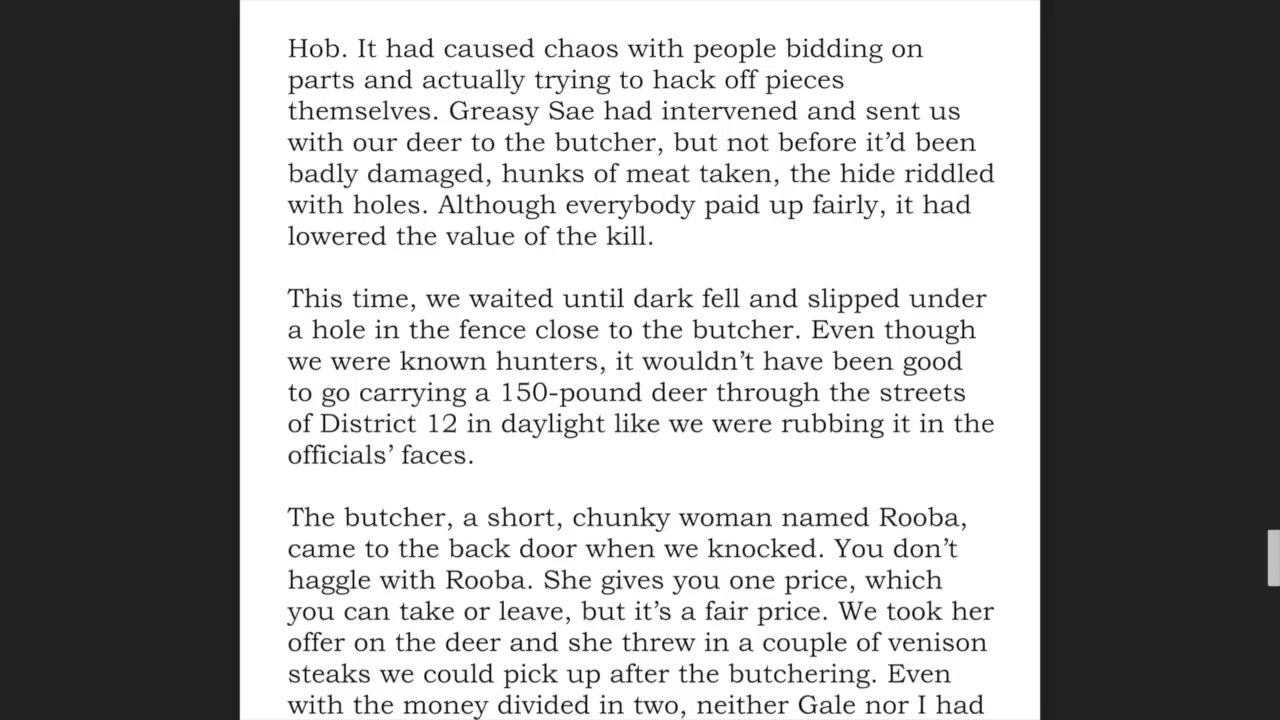 Hob. It had caused chaos with people bidding on
parts and actually trying to hack off pieces
themselves. Greasy Sae had intervened and sent us
with our deer to the butcher, but not before it’d been
badly damaged, hunks of meat taken, the hide riddled
with holes. Although everybody paid up fairly, it had
lowered the value of the kill.

This time, we waited until dark fell and slipped under
a hole in the fence close to the butcher. Even though
we were known hunters, it wouldn’t have been good
to go carrying a 150-pound deer through the streets
of District 12 in daylight like we were rubbing it in the
officials’ faces.

The butcher, a short, chunky woman named Rooba,
came to the back door when we knocked. You don’t
haggle with Rooba. She gives you one price, which
you can take or leave, but it’s a fair price. We took her
offer on the deer and she threw in a couple of venison
steaks we could pick up after the butchering. Even
with the money divided in two, neither Gale nor I had